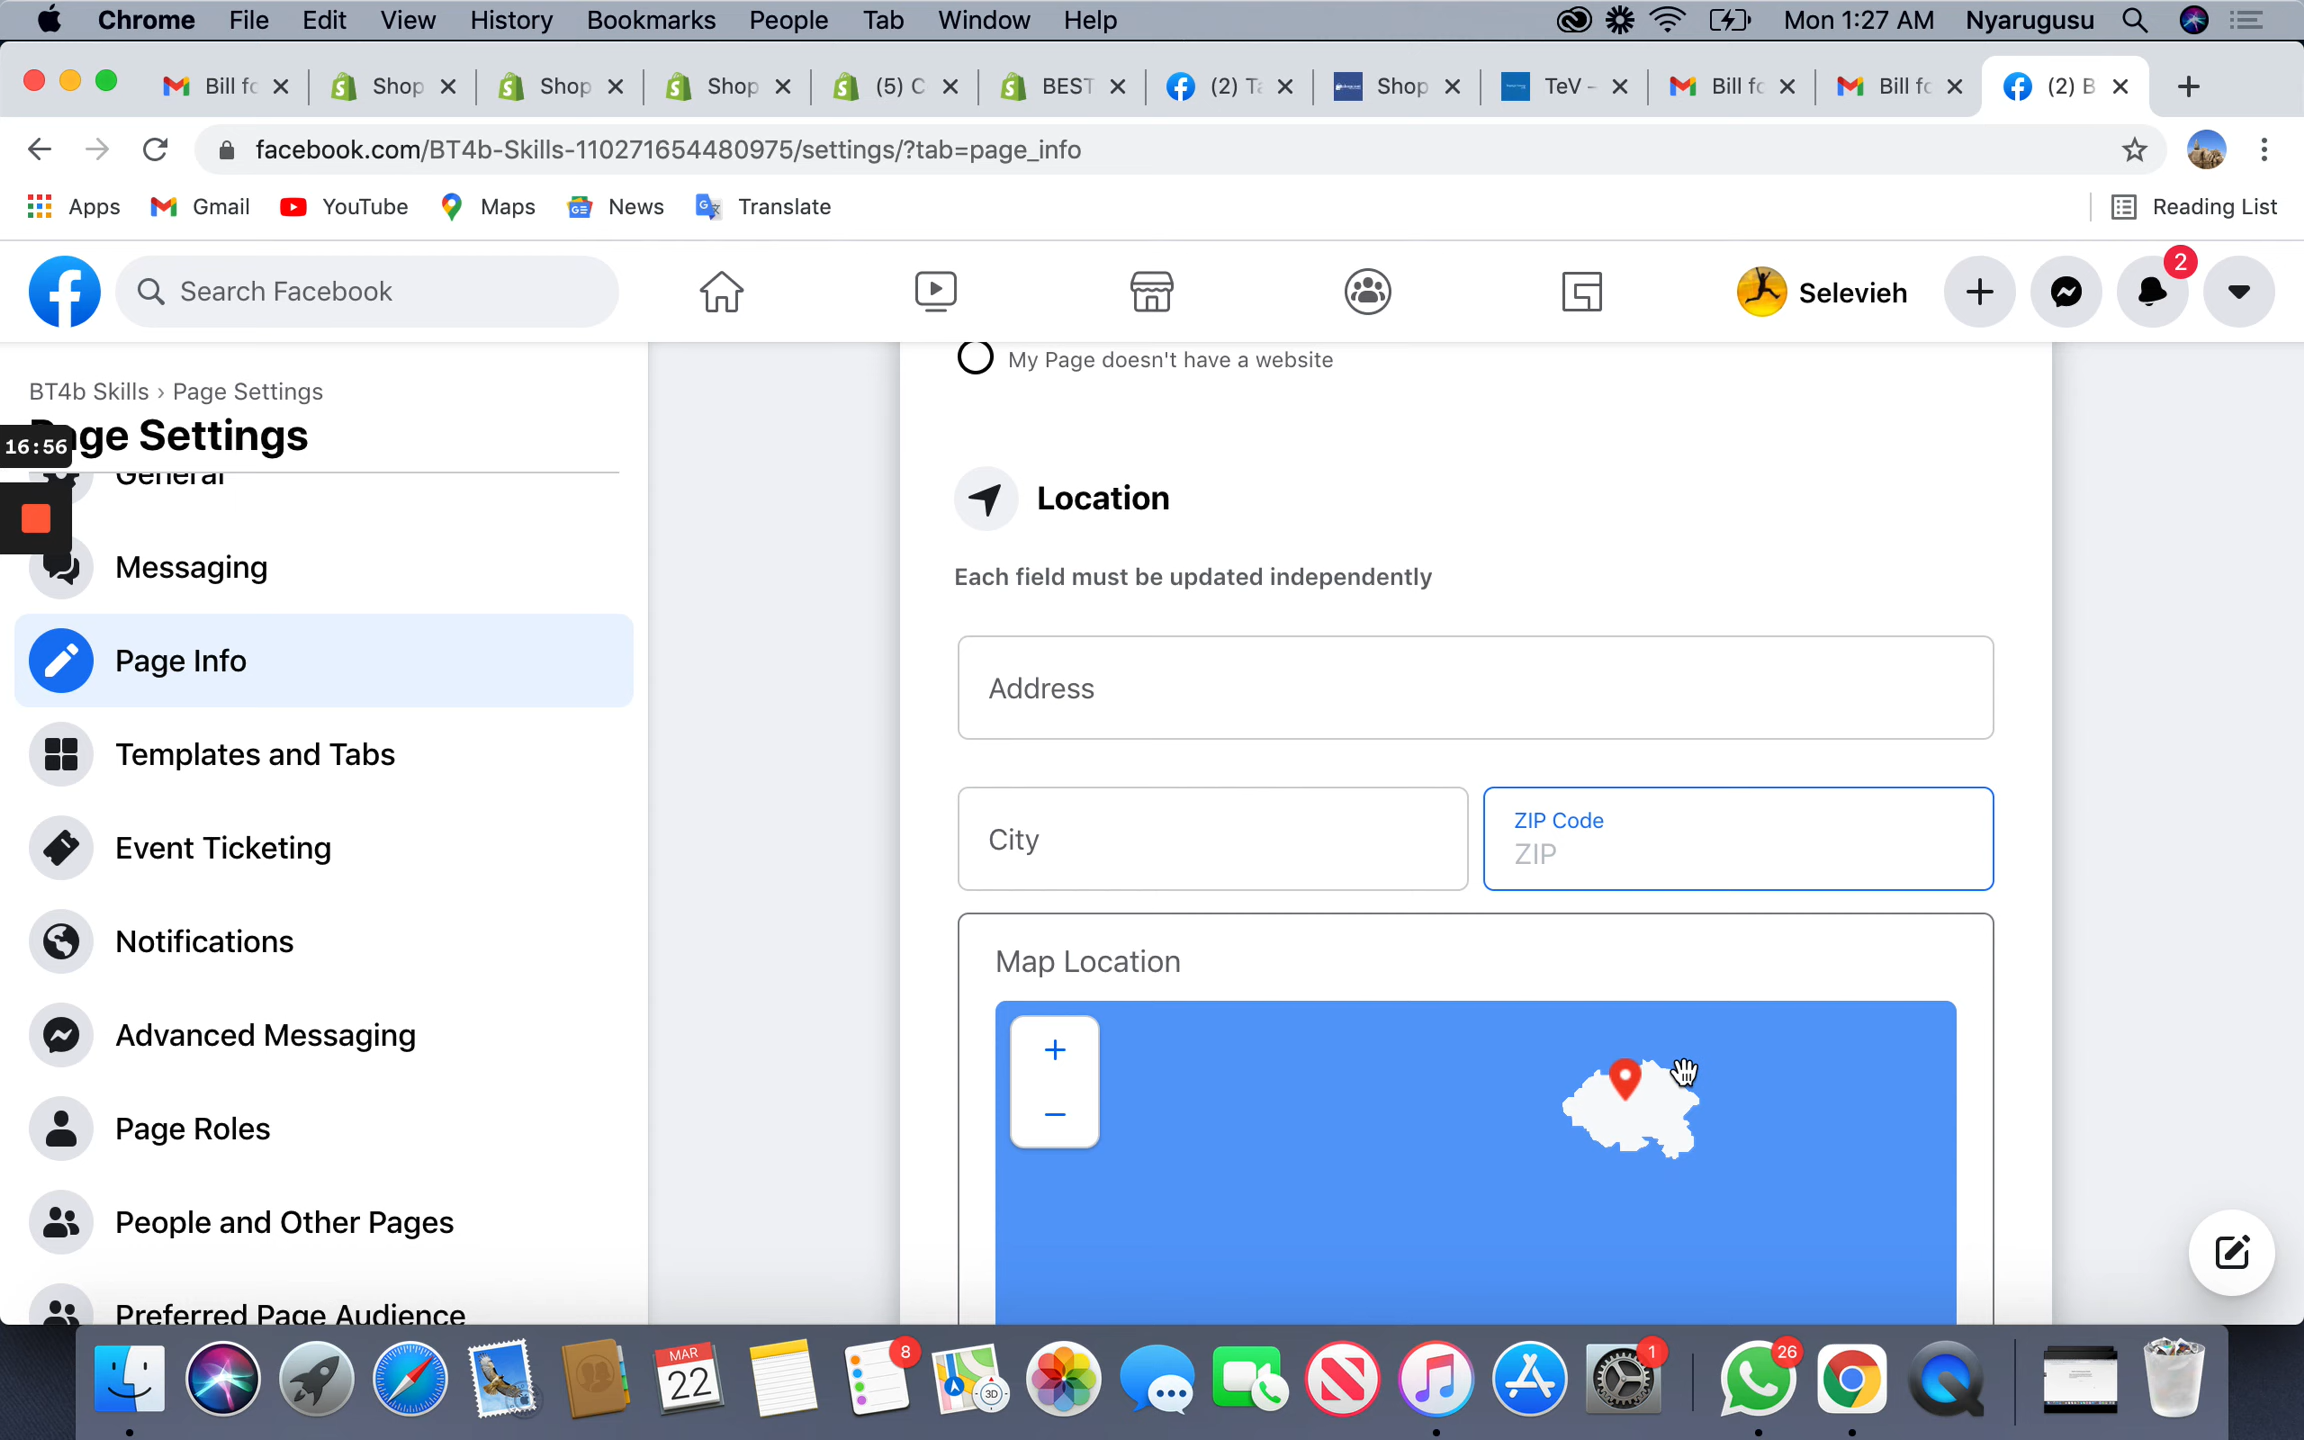 Chrome File Edit View History Bookmarks People Tab Window Help Mon 1:27 AM Nyarugusu
Bill fo Shop Shop Shop (5) C BEST (2) Ta Shop TeV - Bill fo Bill fo (2) B
facebook.com/BT4b-Skills-110271654480975/settings/?tab=page_info
Apps Gmail YouTube Maps News Translate Reading List
Search Facebook Selevieh 2
BT4b Skills › Page Settings
Page Settings
16:56
General
Messaging
Page Info
Templates and Tabs
Event Ticketing
Notifications
Advanced Messaging
Page Roles
People and Other Pages
Preferred Page Audience
My Page doesn't have a website
Location
Each field must be updated independently
Address
City
ZIP Code
ZIP
Map Location
+
−
MAR
22
8
3D
1
26